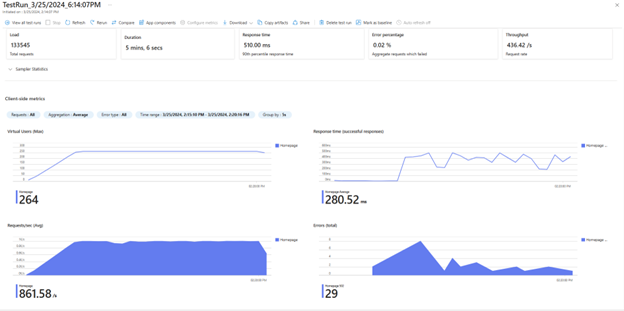 TestRun_3/25/2024_6:14:07PM
View all test runs Stop Refresh Rerun Compare App components Configure metrics Download Copy artifacts Share Delete test run Mark as baseline Auto refresh off
Load
133545
Total requests
Duration
5 mins, 6 secs
Response time
510.00 ms
90th percentile response time
Error percentage
0.02 %
Aggregate requests which failed
Throughput
436.42 /s
Request rate
Sampler Statistics
Client-side metrics
Requests : All Aggregation : Average Error type : All Time range : 3/25/2024, 2:15:10 PM - 3/25/2024, 2:20:16 PM Group by : 5s
Virtual Users (Max)
Homepage
Homepage
264
Response time (successful responses)
Homepage ...
Homepage Average
280.52 ms
Requests/sec (Avg)
Homepage
Homepage
861.58 /s
Errors (total)
Homepage ...
29